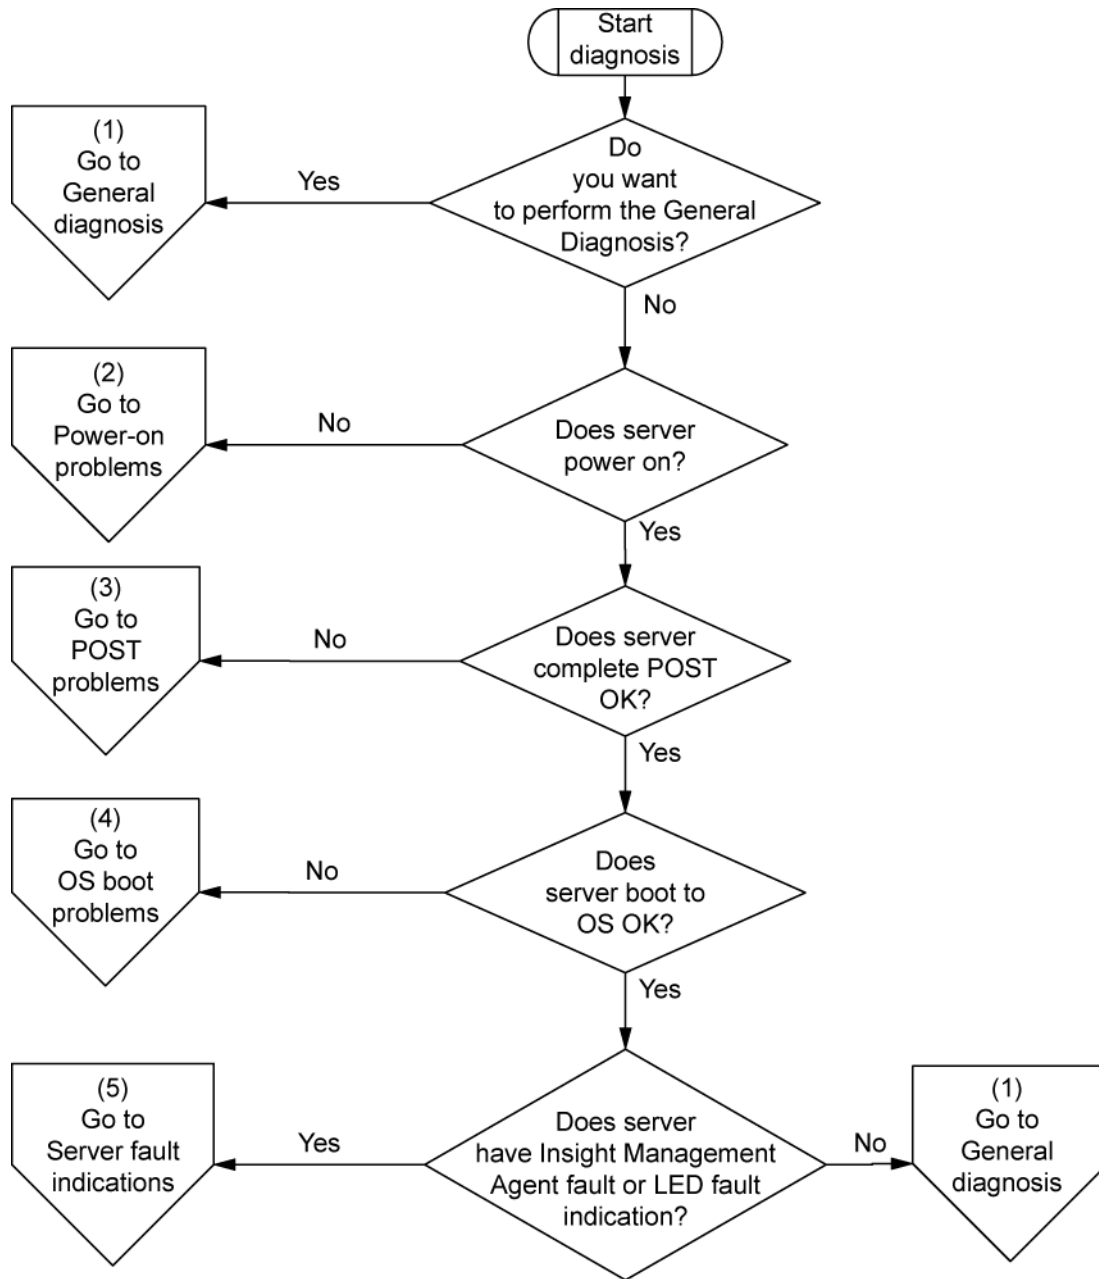 Start
diagnosis
(1)
Go to
General
diagnosis
Yes
Do
you want
to perform the General
Diagnosis?
No
(2)
Go to
Power-on
problems
No
Does server
power on?
Yes
(3)
Go to
POST
problems
No
Does server
complete POST
OK?
Yes
(4)
Go to
OS boot
problems
No
Does
server boot to
OS OK?
Yes
(5)
Go to
Server fault
indications
Yes
Does server
have Insight Management
Agent fault or LED fault
indication?
No
(1)
Go to
General
diagnosis